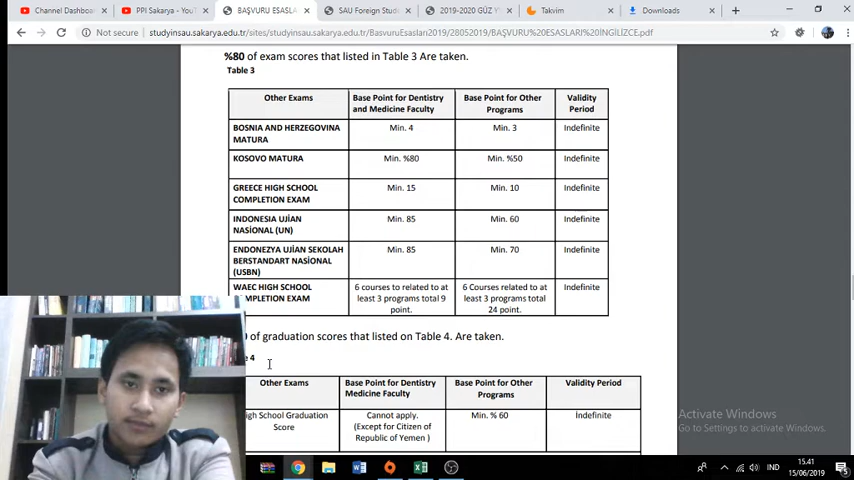 Channel Dashboar
PPI Sakarya - You
BAŞVURU ESASLA
SAU Foreign Stude
2019-2020 GÜZ Y
Takvim
Downloads
Not secure
studyinsau.sakarya.edu.tr/sites/studyinsau.sakarya.edu.tr/BasvuruEsasları2019/28052019/BAŞVURU%20ESASLARI%20İNGİLİZCE.pdf
%80 of exam scores that listed in Table 3 Are taken.
Table 3
Other Exams
Base Point for Dentistry
and Medicine Faculty
Base Point for Other
Programs
Validity
Period
BOSNIA AND HERZEGOVINA
MATURA
Min. 4
Min. 3
Indefinite
KOSOVO MATURA
Min. %80
Min. %50
Indefinite
GREECE HIGH SCHOOL
COMPLETION EXAM
Min. 15
Min. 10
Indefinite
INDONESIA UJİAN
NASİONAL (UN)
Min. 85
Min. 60
Indefinite
ENDONEZYA UJİAN SEKOLAH
BERSTANDART NASİONAL
(USBN)
Min. 85
Min. 70
Indefinite
WAEC HIGH SCHOOL
COMPLETION EXAM
6 courses to related to at
least 3 programs total 9
point.
6 Courses related to at
least 3 programs total
24 point.
Indefinite
of graduation scores that listed on Table 4. Are taken.
4
Other Exams
Base Point for Dentistry
Medicine Faculty
Base Point for Other
Programs
Validity Period
High School Graduation
Score
Cannot apply.
(Except for Citizen of
Republic of Yemen )
Min. % 60
İndefinite
Activate Windows
Go to Settings to activate Windows.
IND
15.41
15/06/2019